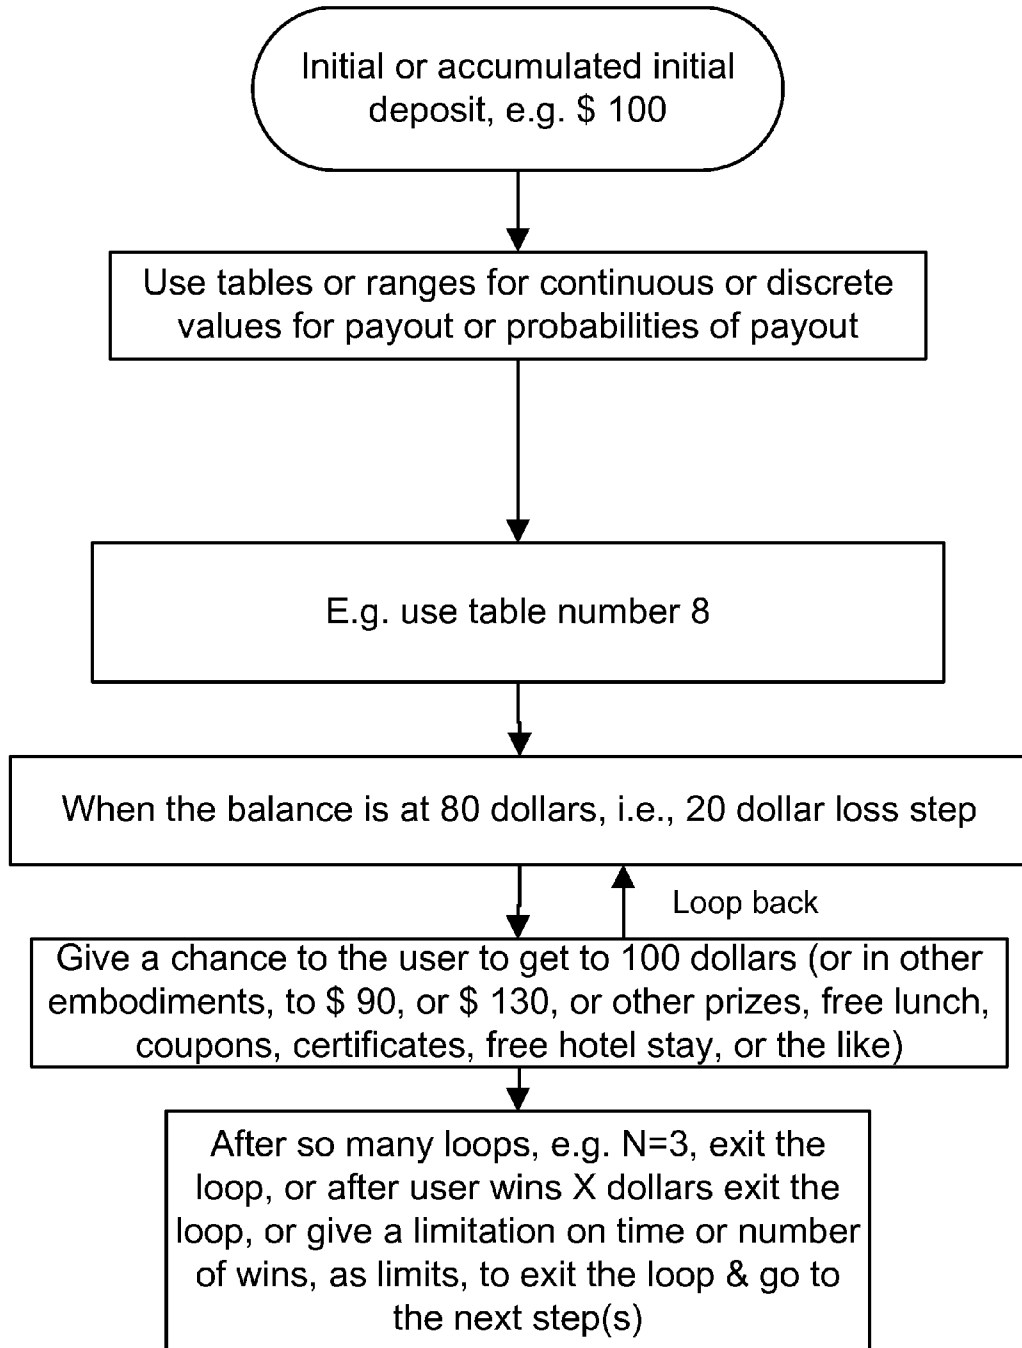 Initial or accumulated initial
deposit, e.g. $ 100
Use tables or ranges for continuous or discrete
values for payout or probabilities of payout
E.g. use table number 8
When the balance is at 80 dollars, i.e., 20 dollar loss step
Loop back
Give a chance to the user to get to 100 dollars (or in other
embodiments, to $ 90, or $ 130, or other prizes, free lunch,
coupons, certificates, free hotel stay, or the like)
After so many loops, e.g. N=3, exit the
loop, or after user wins X dollars exit the
loop, or give a limitation on time or number
of wins, as limits, to exit the loop & go to
the next step(s)